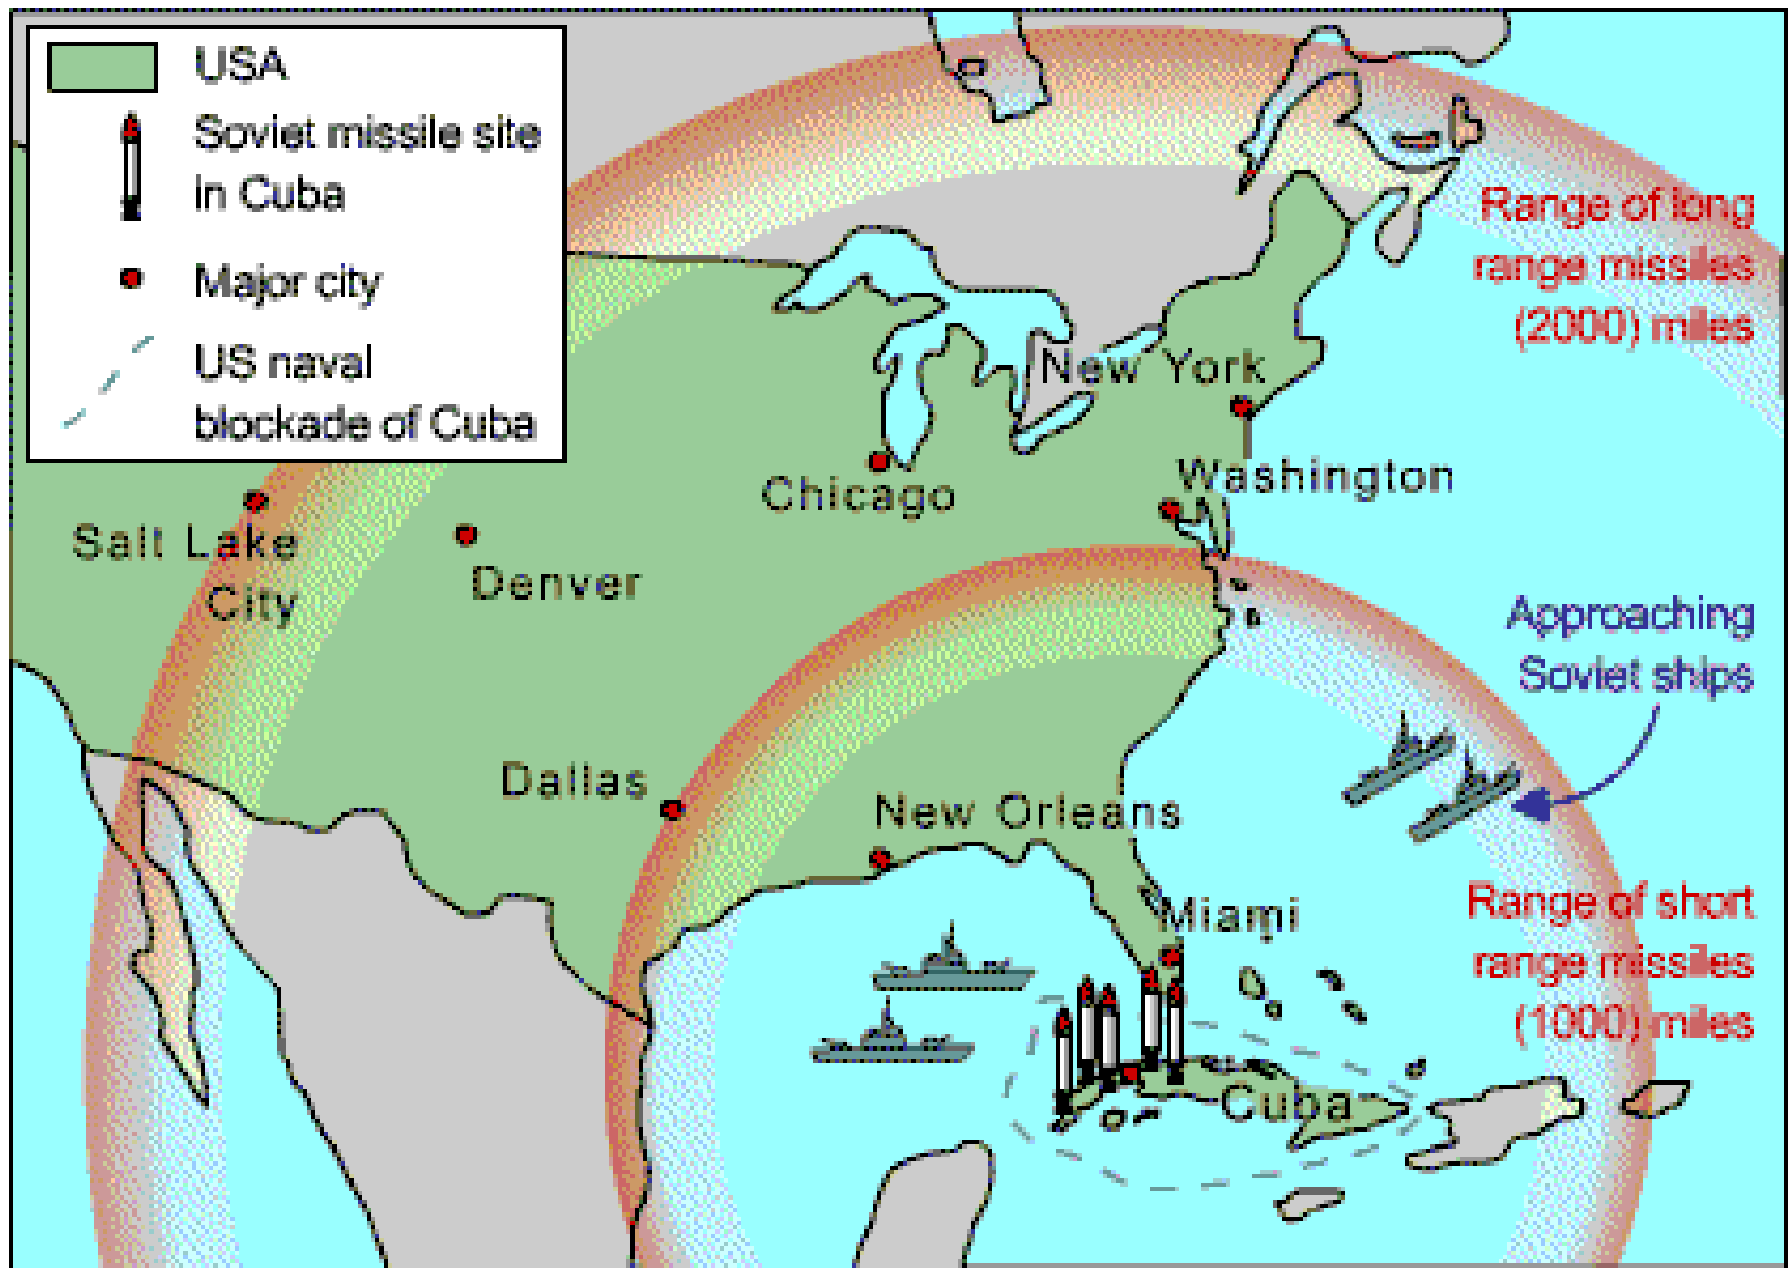 USA
Soviet missile site
in Cuba
Major city
US naval
blockade of Cuba
Range of long
range missiles
(2000) miles
New York
Washington
Chicago
Salt Lake
City
Denver
Approaching
Soviet ships
Dallas
New Orleans
Miami
Range of short
range missiles
(1000) miles
Cuba